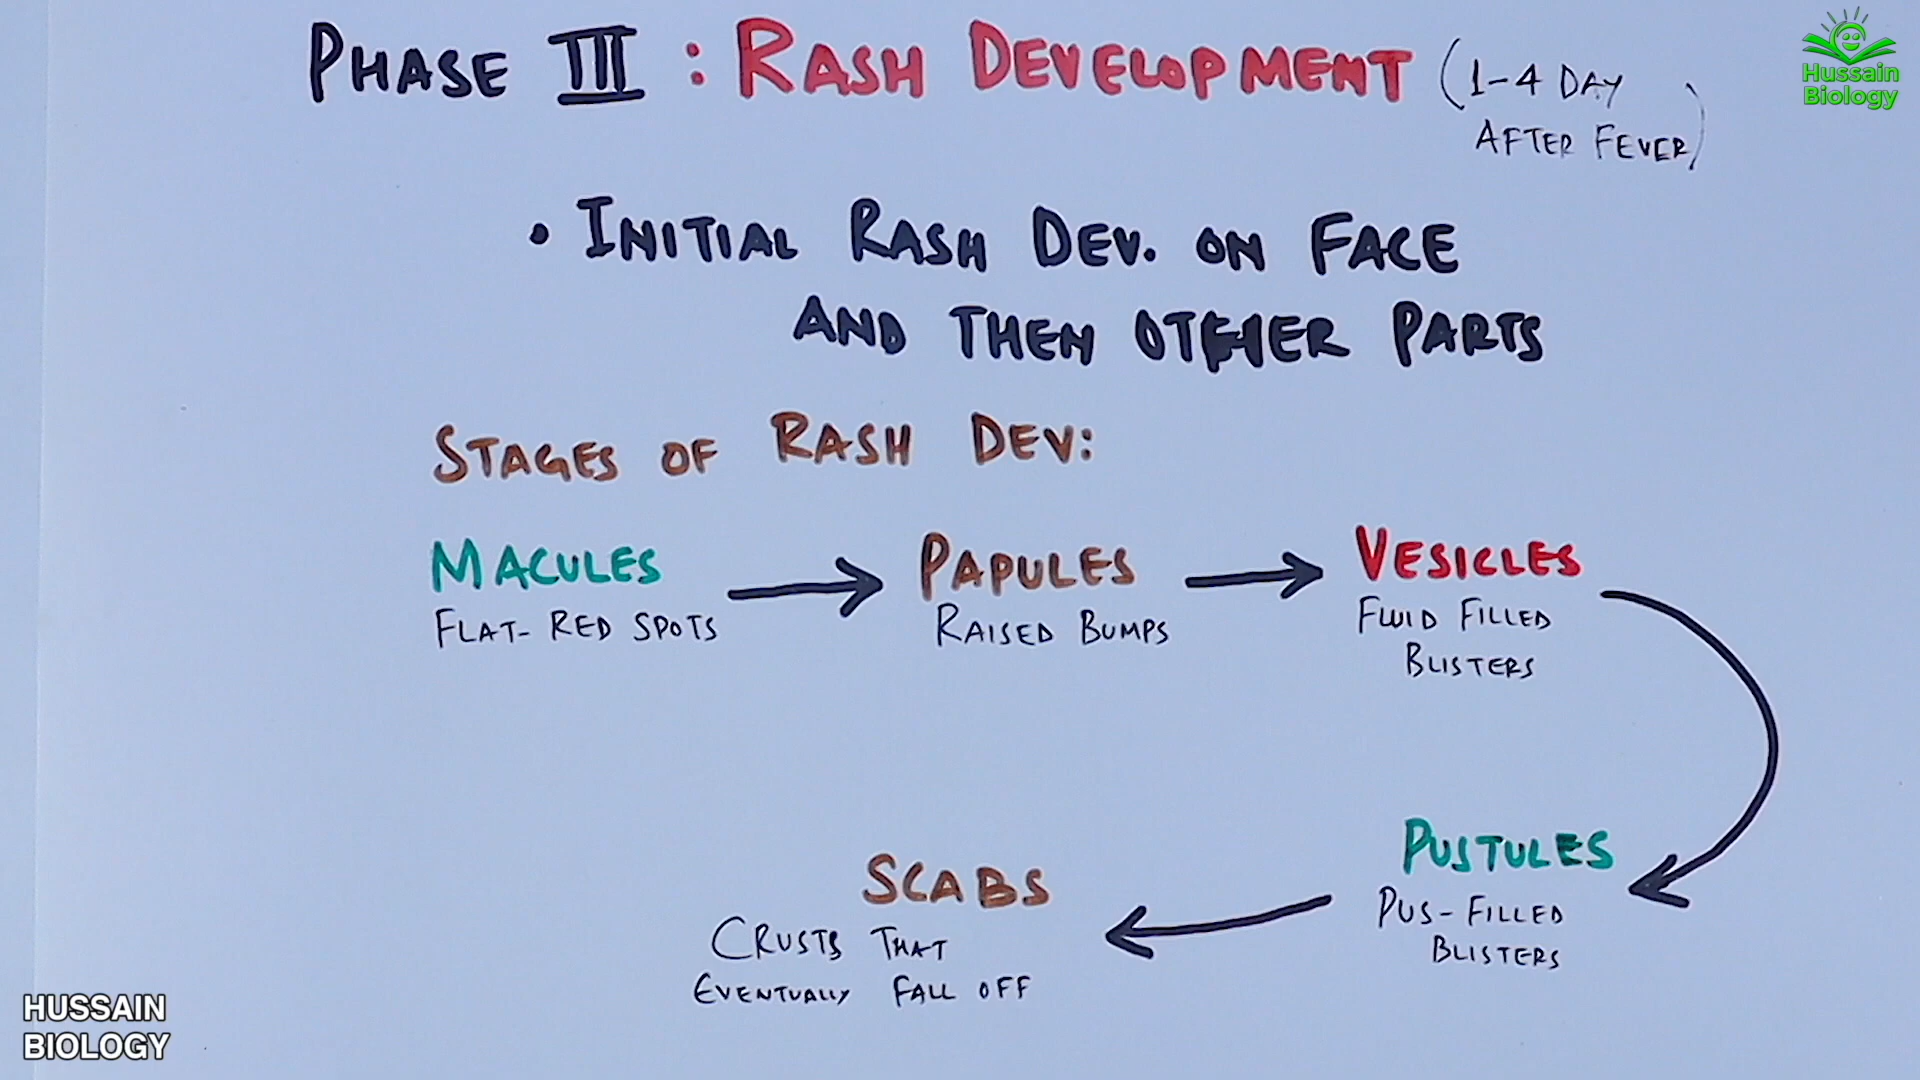 PHASE III : RASH DEVELOPMENT (1-4 DAY
AFTER FEVER)
Hussain
Biology
• INITIAL RASH DEV. ON FACE
AND THEN OTHER PARTS
STAGES OF RASH DEV:
MACULES → PAPULES → VESICLES
FLAT- RED SPOTS RAISED BUMPS FLUID FILLED
BLISTERS
PUSTULES
SCABS
PUS-FILLED
CRUSTS THAT
BLISTERS
EVENTUALLY FALL OFF
HUSSAIN
BIOLOGY